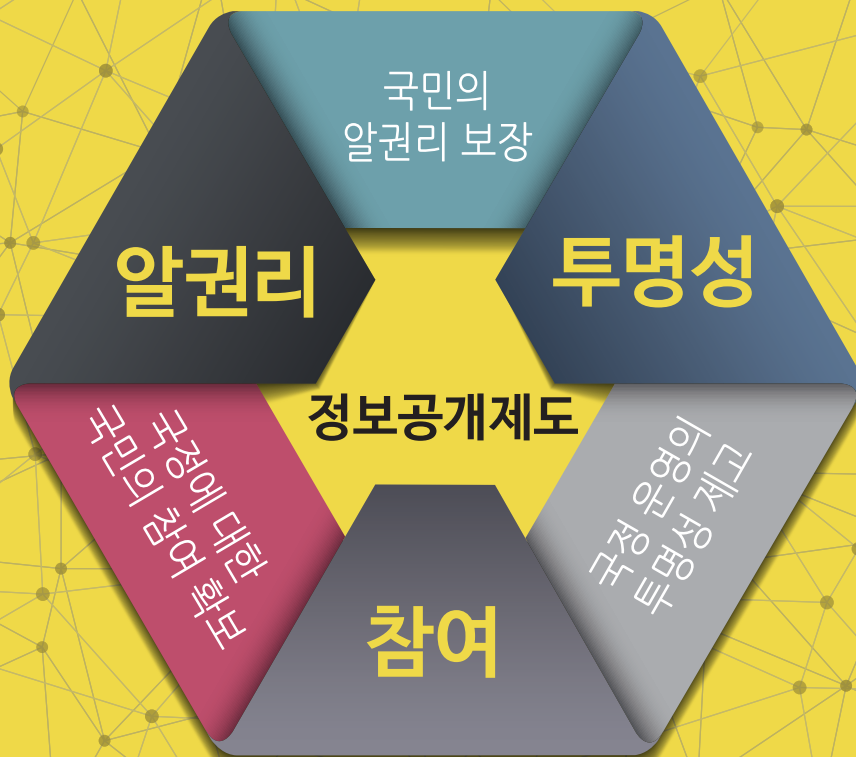 국민의
알권리 보장
알권리
투명성
정보공개제도
국정에 대한
국민의 참여 확보
국정 운영의
투명성 제고
참여